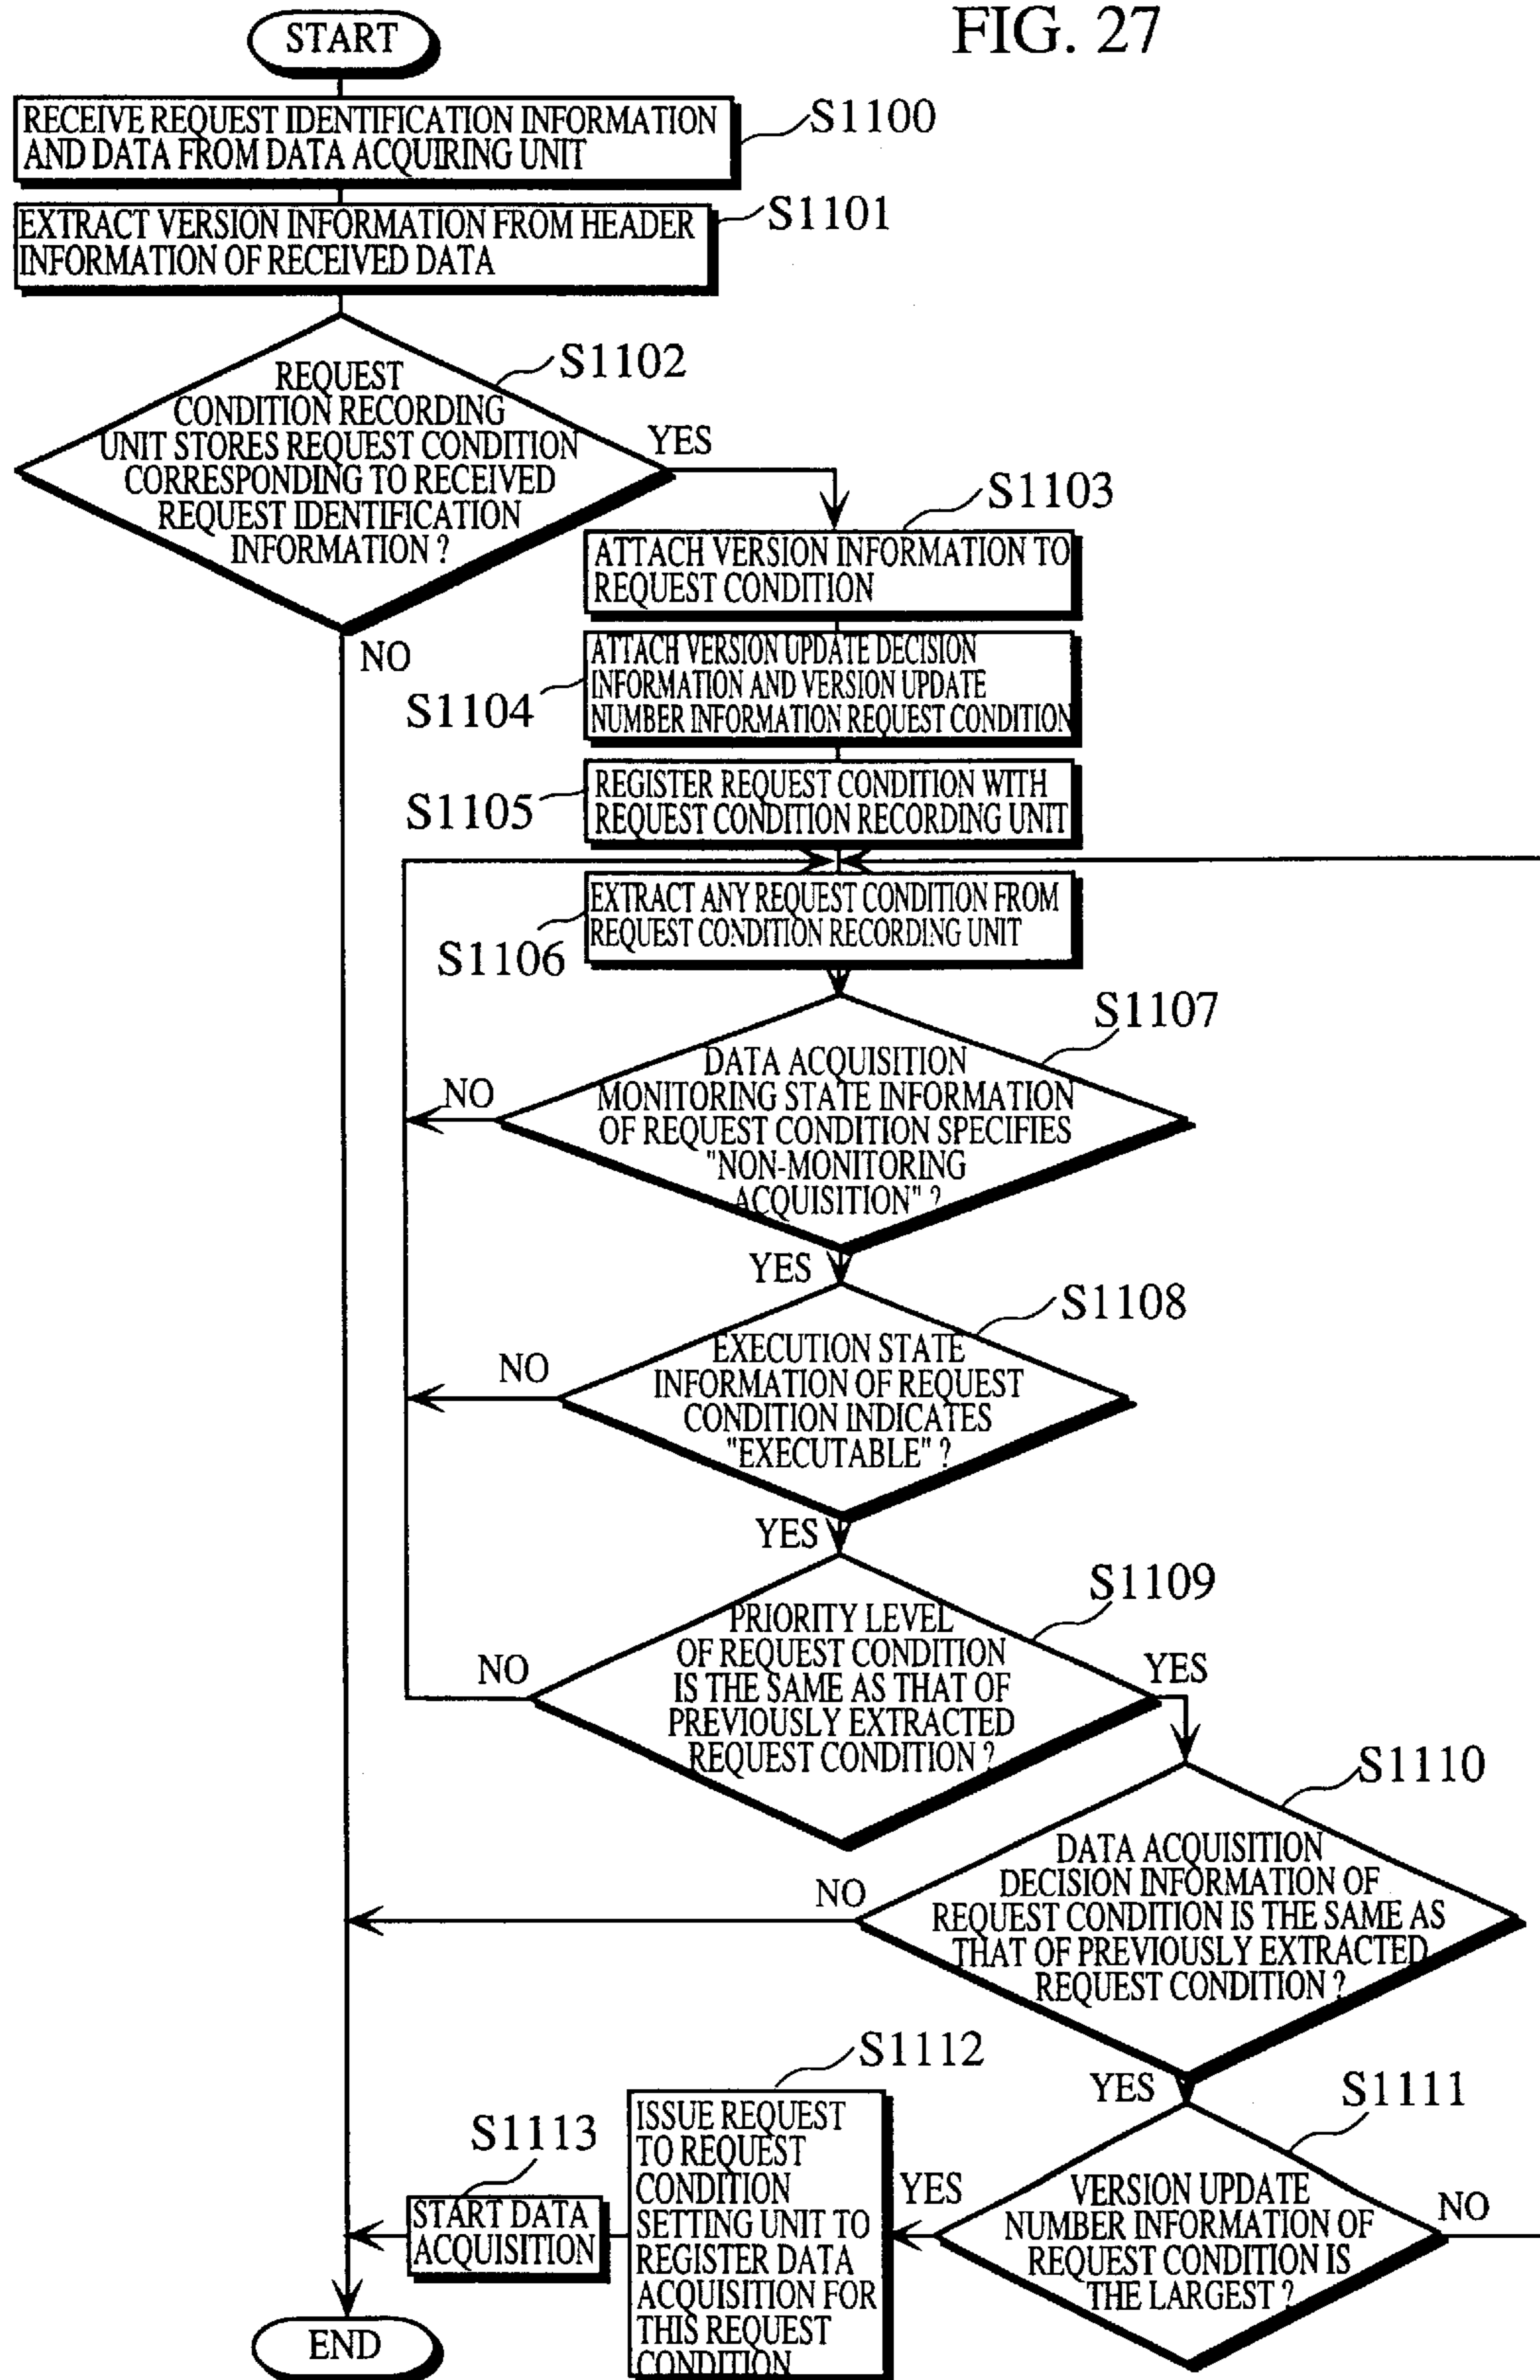 FIG. 27
START
RECEIVE REQUEST IDENTIFICATION INFORMATION
AND DATA FROM DATA ACQUIRING UNIT
S1100
EXTRACT VERSION INFORMATION FROM HEADER
INFORMATION OF RECEIVED DATA
S1101
REQUEST
CONDITION RECORDING
UNIT STORES REQUEST CONDITION
CORRESPONDING TO RECEIVED
REQUEST IDENTIFICATION
INFORMATION ?
S1102
YES
NO
S1103
ATTACH VERSION INFORMATION TO
REQUEST CONDITION
S1104
ATTACH VERSION UPDATE DECISION
INFORMATION AND VERSION UPDATE
NUMBER INFORMATION REQUEST CONDITION
S1105
REGISTER REQUEST CONDITION WITH
REQUEST CONDITION RECORDING UNIT
S1106
EXTRACT ANY REQUEST CONDITION FROM
REQUEST CONDITION RECORDING UNIT
S1107
DATA ACQUISITION
MONITORING STATE INFORMATION
OF REQUEST CONDITION SPECIFIES
"NON-MONITORING
ACQUISITION" ?
NO
YES
S1108
EXECUTION STATE
INFORMATION OF REQUEST
CONDITION INDICATES
"EXECUTABLE" ?
NO
YES
S1109
PRIORITY LEVEL
OF REQUEST CONDITION
IS THE SAME AS THAT OF
PREVIOUSLY EXTRACTED
REQUEST CONDITION ?
NO
YES
S1110
DATA ACQUISITION
DECISION INFORMATION OF
REQUEST CONDITION IS THE SAME AS
THAT OF PREVIOUSLY EXTRACTED
REQUEST CONDITION ?
NO
YES
S1111
VERSION UPDATE
NUMBER INFORMATION OF
REQUEST CONDITION IS
THE LARGEST ?
YES
NO
S1112
ISSUE REQUEST
TO REQUEST
CONDITION
SETTING UNIT TO
REGISTER DATA
ACQUISITION FOR
THIS REQUEST
CONDITION
S1113
START DATA
ACQUISITION
END